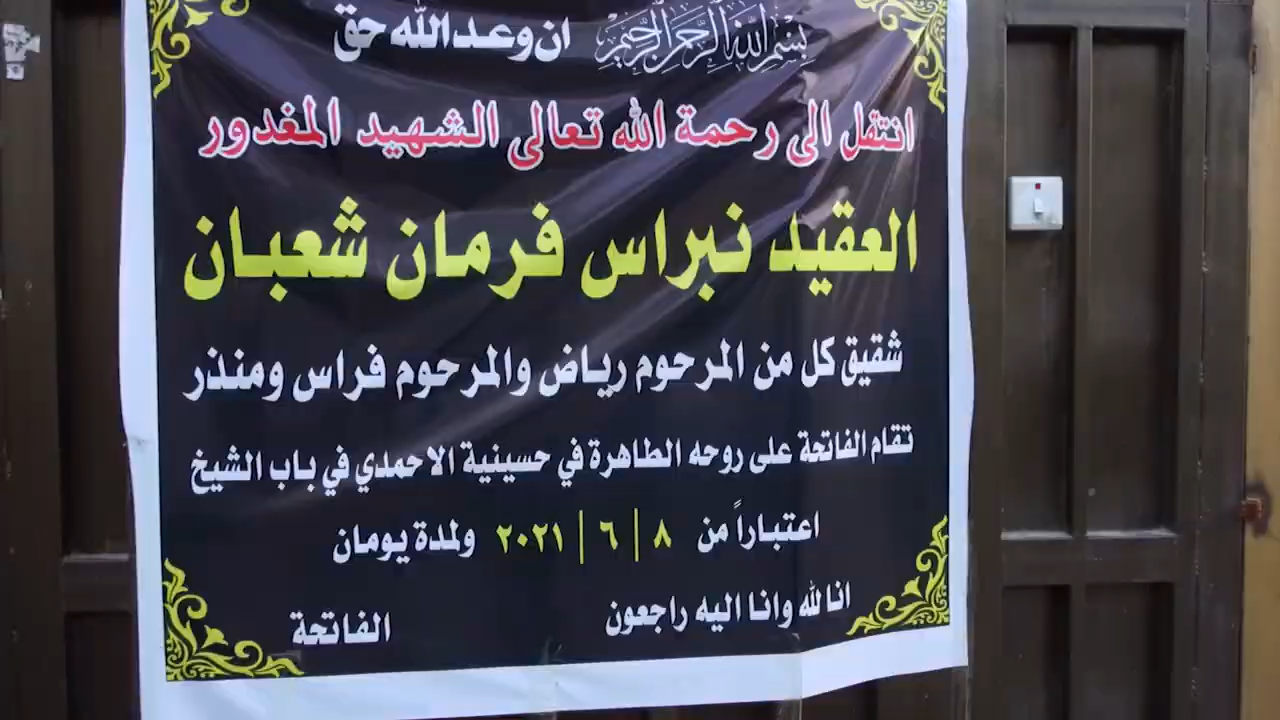 بسم الله الرحمن الرحيم ان وعد الله حق
انتقل الى رحمة الله تعالى الشهيد المغدور
العقيد نبراس فرمان شعبان
شقيق كل من المرحوم رياض والمرحوم فراس ومنذر
تقام الفاتحة على روحه الطاهرة في حسينية الاحمدي في باب الشيخ
اعتباراً من ٨ | ٦ | ٢٠٢١ ولمدة يومان
انا لله وانا اليه راجعون الفاتحة